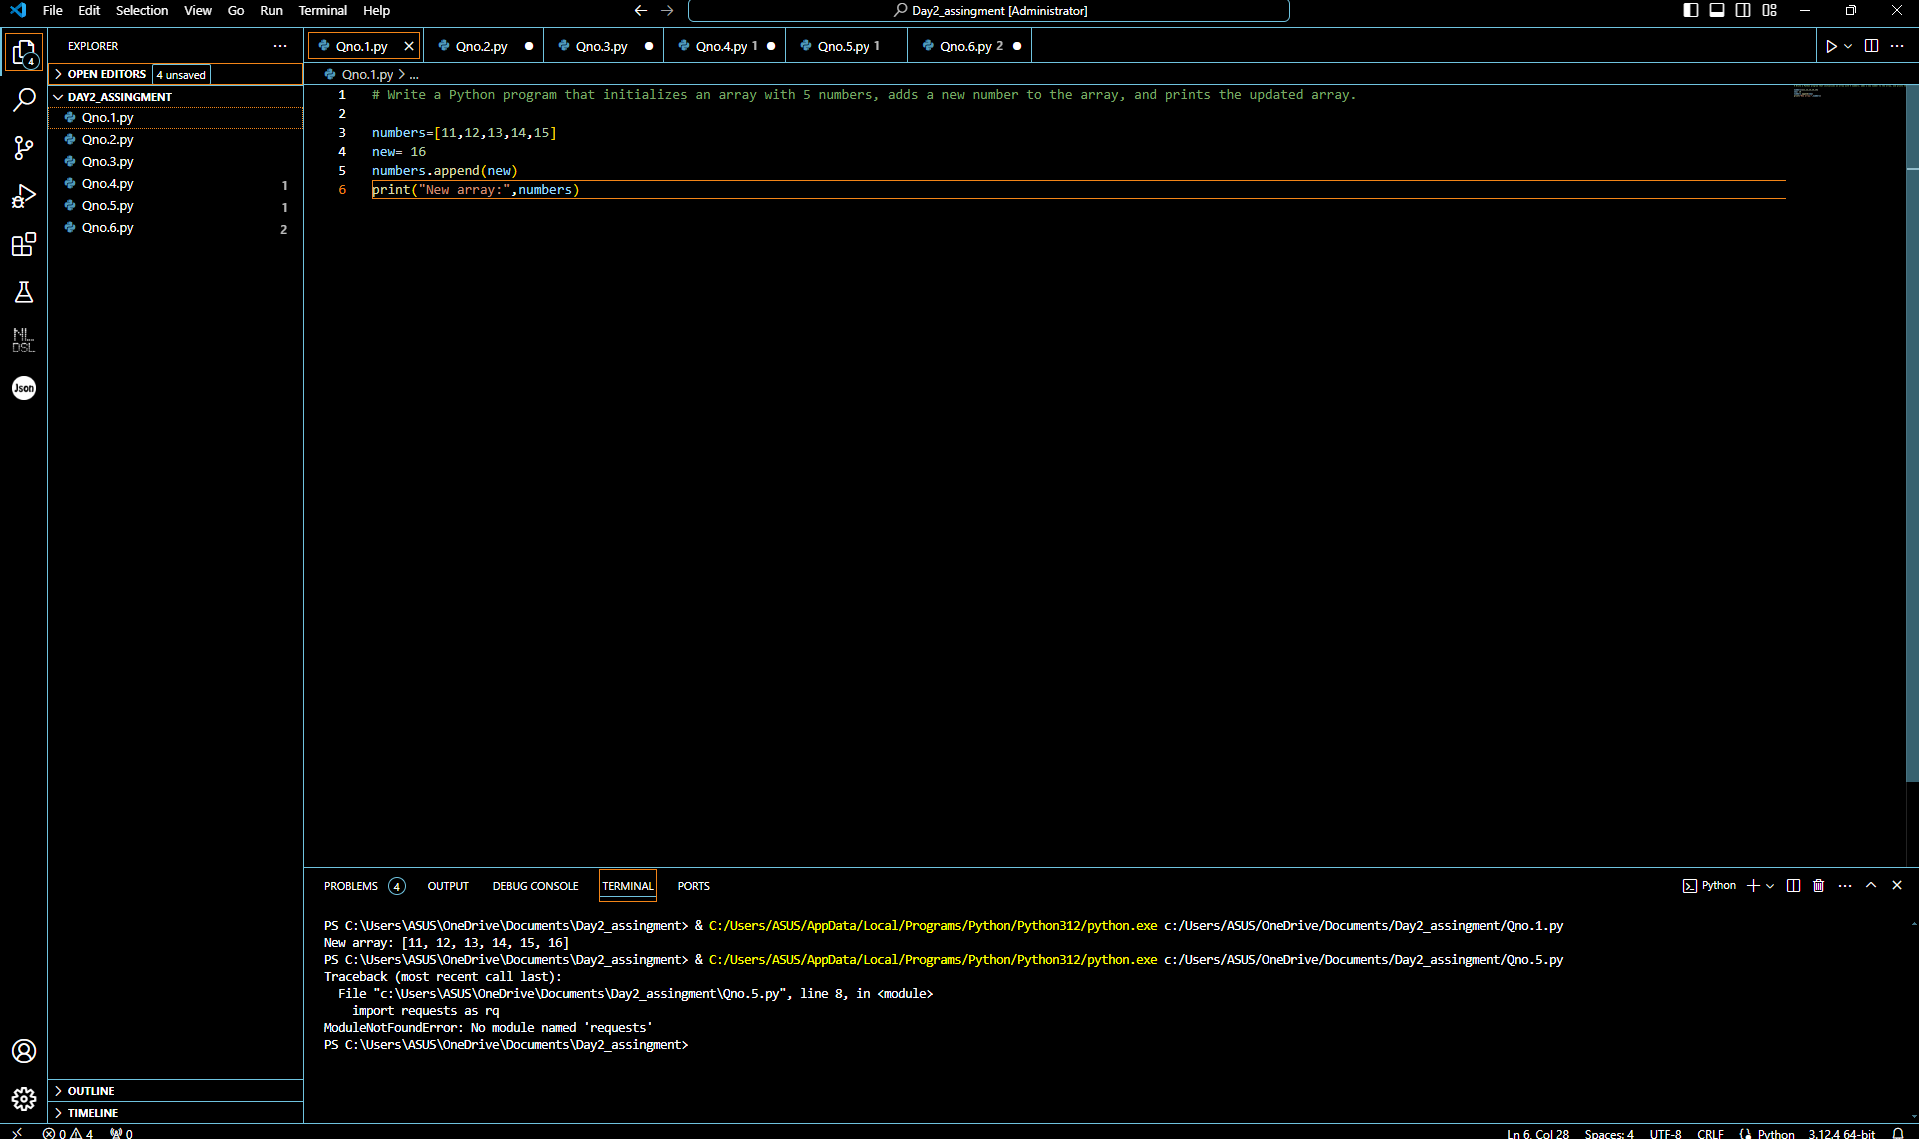 File Edit Selection View Go Run Terminal Help
Day2_assingment [Administrator]
EXPLORER
4
OPEN EDITORS 4 unsaved
DAY2_ASSINGMENT
Qno.1.py
Qno.2.py
Qno.3.py
Qno.4.py 1
Qno.5.py 1
Qno.6.py 2
NL DSL
Json
OUTLINE
TIMELINE
Qno.1.py Qno.2.py Qno.3.py Qno.4.py 1 Qno.5.py 1 Qno.6.py 2
Qno.1.py > ...
1 # Write a Python program that initializes an array with 5 numbers, adds a new number to the array, and prints the updated array.
2
3 numbers=[11,12,13,14,15]
4 new= 16
5 numbers.append(new)
6 print("New array:",numbers)
PROBLEMS 4 OUTPUT DEBUG CONSOLE TERMINAL PORTS
Python
PS C:\Users\ASUS\OneDrive\Documents\Day2_assingment> & C:/Users/ASUS/AppData/Local/Programs/Python/Python312/python.exe c:/Users/ASUS/OneDrive/Documents/Day2_assingment/Qno.1.py
New array: [11, 12, 13, 14, 15, 16]
PS C:\Users\ASUS\OneDrive\Documents\Day2_assingment> & C:/Users/ASUS/AppData/Local/Programs/Python/Python312/python.exe c:/Users/ASUS/OneDrive/Documents/Day2_assingment/Qno.5.py
Traceback (most recent call last):
File "c:\Users\ASUS\OneDrive\Documents\Day2_assingment\Qno.5.py", line 8, in <module>
import requests as rq
ModuleNotFoundError: No module named 'requests'
PS C:\Users\ASUS\OneDrive\Documents\Day2_assingment>
0 4 0
Ln 6, Col 28 Spaces: 4 UTF-8 CRLF Python 3.12.4 64-bit